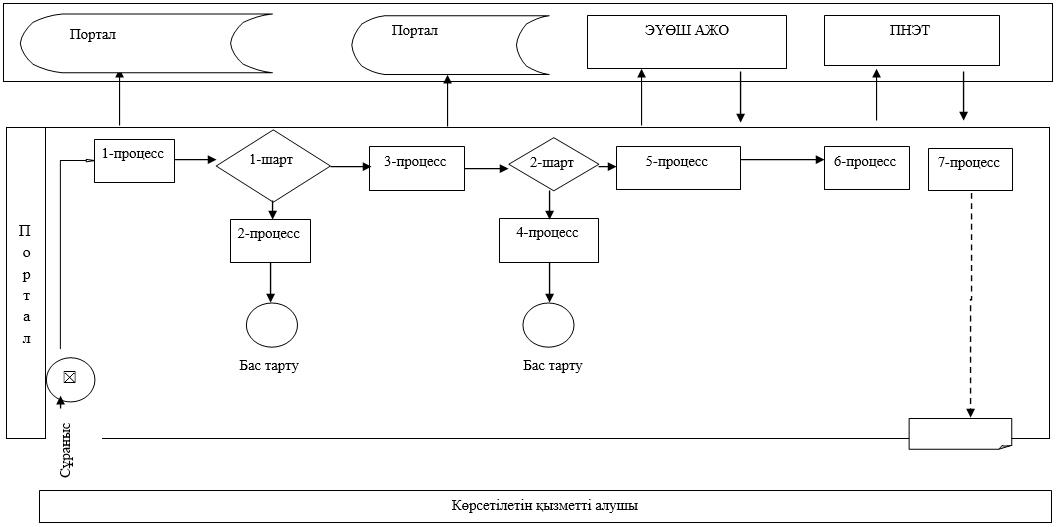 Портал
Портал
ЭҮӨШ АЖО
ПНЭТ
1-процесс
1-шарт
3-процесс
2-шарт
5-процесс
6-процесс
7-процесс
2-процесс
4-процесс
Портал
Бас тарту
Бас тарту
Сұраныс
Көрсетілетін қызметті алушы